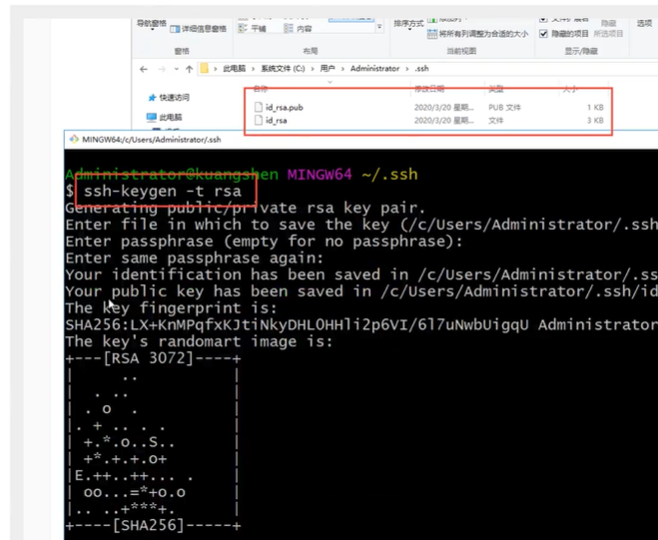 导航窗格
详细信息窗格
平铺
内容
排序方式
将所有列调整为合适的大小
隐藏的项目
隐藏
所选项目
选项
窗格
布局
当前视图
显示/隐藏
此电脑 > 系统文件 (C:) > 用户 > Administrator > .ssh
名称 修改日期 类型 大小
快速访问
id_rsa.pub 2020/3/20 星期... PUB 文件 1 KB
此电脑
id_rsa 2020/3/20 星期... 文件 3 KB
MINGW64:/c/Users/Administrator/.ssh
Administrator@kuangshen MINGW64 ~/.ssh
$ ssh-keygen -t rsa
Generating public/private rsa key pair.
Enter file in which to save the key (/c/Users/Administrator/.ssh
Enter passphrase (empty for no passphrase):
Enter same passphrase again:
Your identification has been saved in /c/Users/Administrator/.ss
Your public key has been saved in /c/Users/Administrator/.ssh/id
The key fingerprint is:
SHA256:LX+KnMPqfxKJtiNkyDHLOHHli2p6VI/6l7uNwbUigqU Administrator
The key's randomart image is:
+---[RSA 3072]----+
|      ..         |
|   . ..          |
|  . o  .         |
|. + .. . .       |
| +.*.o..S..      |
| +*.+.+.o+       |
|E.++..++... .    |
| oo...=*+o.o     |
|.. ..+***+.      |
+----[SHA256]-----+